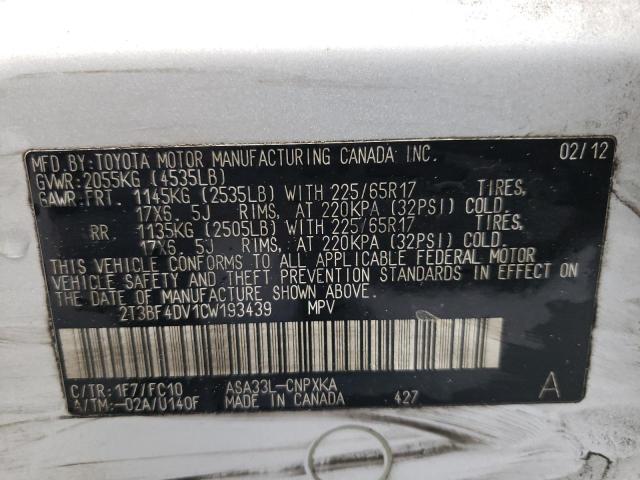 MFD.BY:TOYOTA MOTOR MANUFACTURING CANADA INC. 02/12
GVWR:2055KG (4535LB)
GAWR:FRT. 1145KG (2535LB) WITH 225/65R17 TIRES,
17X6.5J RIMS, AT 220KPA (32PSI) COLD.
RR 1135KG (2505LB) WITH 225/65R17 TIRES,
17X6.5J RIMS, AT 220KPA (32PSI) COLD.
THIS VEHICLE CONFORMS TO ALL APPLICABLE FEDERAL MOTOR
VEHICLE SAFETY AND THEFT PREVENTION STANDARDS IN EFFECT ON
THE DATE OF MANUFACTURE SHOWN ABOVE.
2T3BF4DV1CW193439 MPV
C/TR:1F7/FC10 ASA33L-CNPXKA A
A/TM:-02A/U140F MADE IN CANADA 427